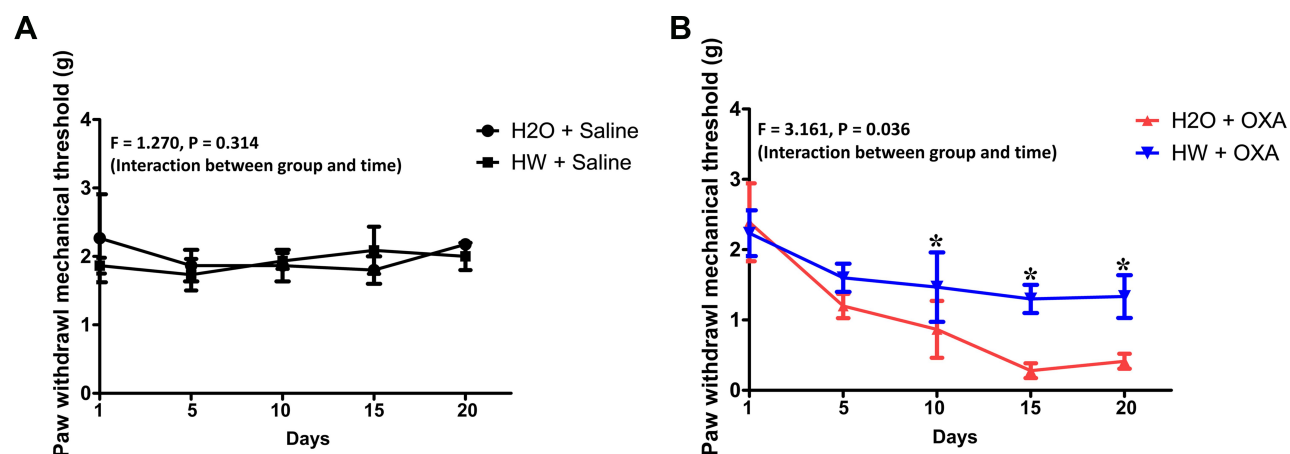 A
Paw withdrawl mechanical threshold (g)
4
3
2
1
0
F = 1.270, P = 0.314
(Interaction between group and time)
H2O + Saline
HW + Saline
1 5 10 15 20
Days
B
Paw withdrawl mechanical threshold (g)
4
3
2
1
0
F = 3.161, P = 0.036
(Interaction between group and time)
H2O + OXA
HW + OXA
*
*
*
1 5 10 15 20
Days